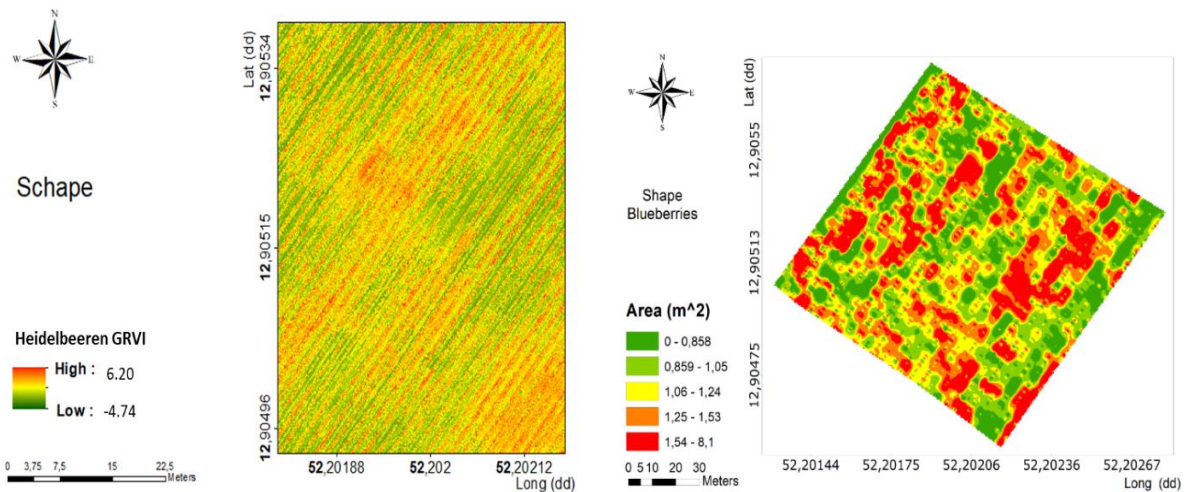 N
W E
S
Schape
Heidelbeeren GRVI
High : 6.20
Low : -4.74
0 3,75 7,5 15 22,5
Meters
Lat (dd)
12,90534
12,90515
12,90496
52,20188 52,202 52,20212
Long (dd)
N
W E
S
Shape
Blueberries
Area (m^2)
0 - 0,858
0,859 - 1,05
1,06 - 1,24
1,25 - 1,53
1,54 - 8,1
0 5 10 20 30
Meters
Lat (dd)
12,9055
12,90513
12,90475
52,20144 52,20175 52,20206 52,20236 52,20267
Long (dd)